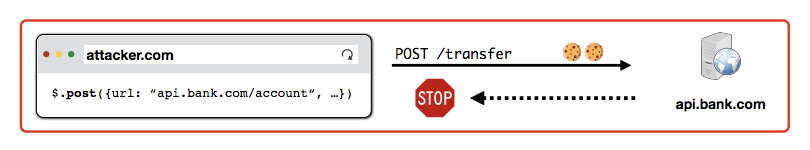 attacker.com
$.post({url: “api.bank.com/account“, …})
POST /transfer
STOP
api.bank.com